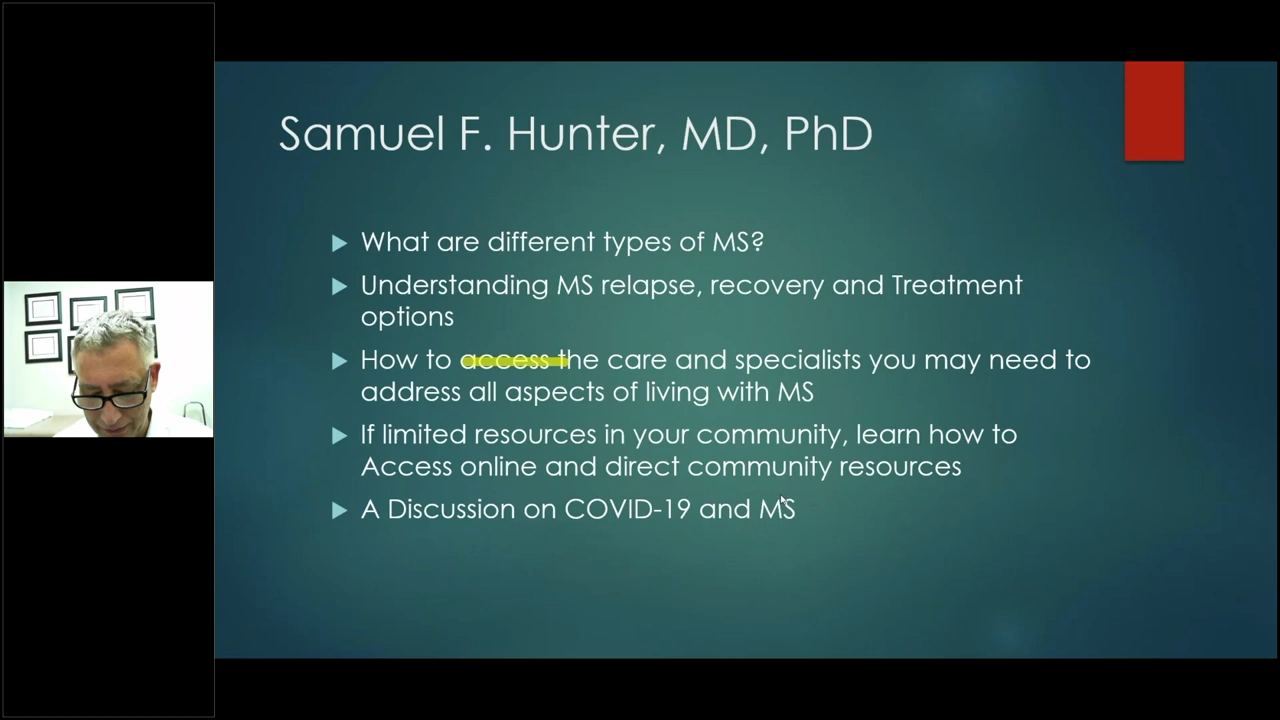 Samuel F. Hunter, MD, PhD
What are different types of MS?
Understanding MS relapse, recovery and Treatment
options
How to access the care and specialists you may need to
address all aspects of living with MS
If limited resources in your community, learn how to
Access online and direct community resources
A Discussion on COVID-19 and MS